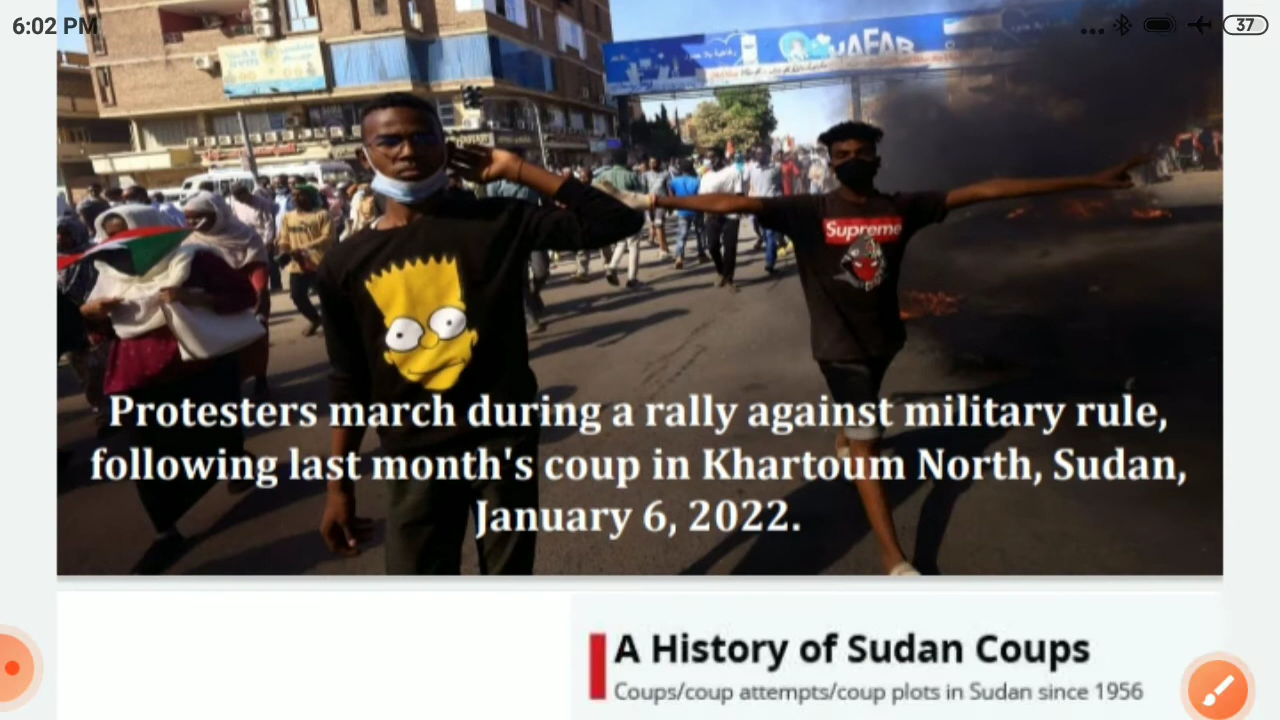 6:02 PM
37
HAFAR
Supreme
Protesters march during a rally against military rule,
following last month's coup in Khartoum North, Sudan,
January 6, 2022.
A History of Sudan Coups
Coups/coup attempts/coup plots in Sudan since 1956